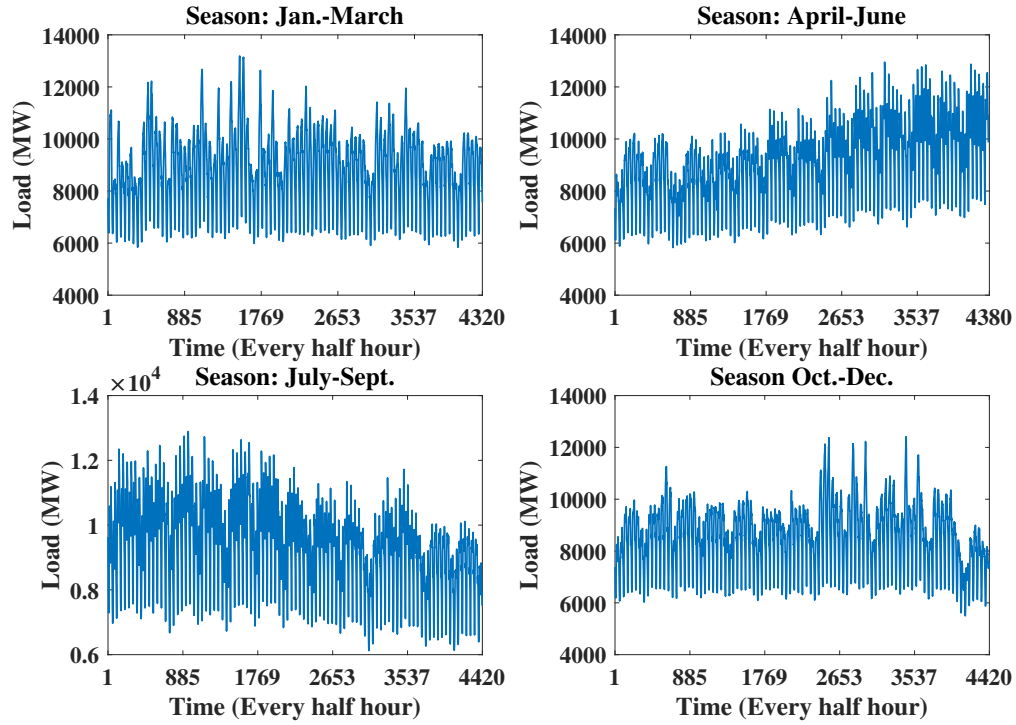 Season: Jan.-March
14000
12000
10000
8000
6000
4000
Load (MW)
1 885 1769 2653 3537 4320
Time (Every half hour)
Season: April-June
14000
12000
10000
8000
6000
4000
Load (MW)
1 885 1769 2653 3537 4380
Time (Every half hour)
×10⁴
Season: July-Sept.
1.4
1.2
1
0.8
0.6
Load (MW)
1 885 1769 2653 3537 4420
Time (Every half hour)
Season Oct.-Dec.
14000
12000
10000
8000
6000
4000
Load (MW)
1 885 1769 2653 3537 4420
Time (Every half hour)